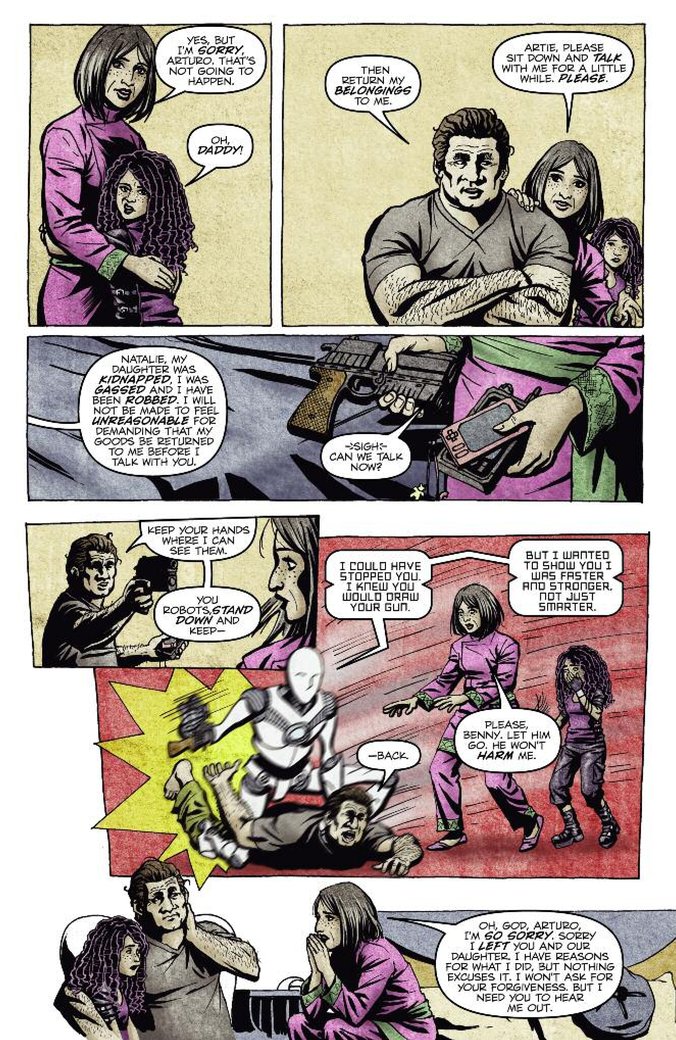 YES, BUT
I'M SORRY,
ARTURO. THAT'S
NOT GOING TO
HAPPEN.
OH,
DADDY!
THEN
RETURN MY
BELONGINGS
TO ME.
ARTIE, PLEASE
SIT DOWN AND TALK
WITH ME FOR A LITTLE
WHILE. PLEASE.
NATALIE, MY
DAUGHTER WAS
KIDNAPPED, I WAS
GASSED AND I HAVE
BEEN ROBBED. I WILL
NOT BE MADE TO FEEL
UNREASONABLE FOR
DEMANDING THAT MY
GOODS BE RETURNED
TO ME BEFORE I
TALK WITH YOU.
-SIGH-
CAN WE TALK
NOW?
KEEP YOUR HANDS
WHERE I CAN
SEE THEM.
YOU
ROBOTS, STAND
DOWN AND
KEEP—
I COULD HAVE
STOPPED YOU.
I KNEW YOU
WOULD DRAW
YOUR GUN.
BUT I WANTED
TO SHOW YOU I
WAS FASTER
AND STRONGER,
NOT JUST
SMARTER.
PLEASE,
BENNY. LET HIM
GO. HE WON'T
HARM ME.
—BACK.
OH, GOD, ARTURO,
I'M SO SORRY. SORRY
I LEFT YOU AND OUR
DAUGHTER. I HAVE REASONS
FOR WHAT I DID, BUT NOTHING
EXCUSES IT. I WON'T ASK FOR
YOUR FORGIVENESS. BUT I
NEED YOU TO HEAR
ME OUT.